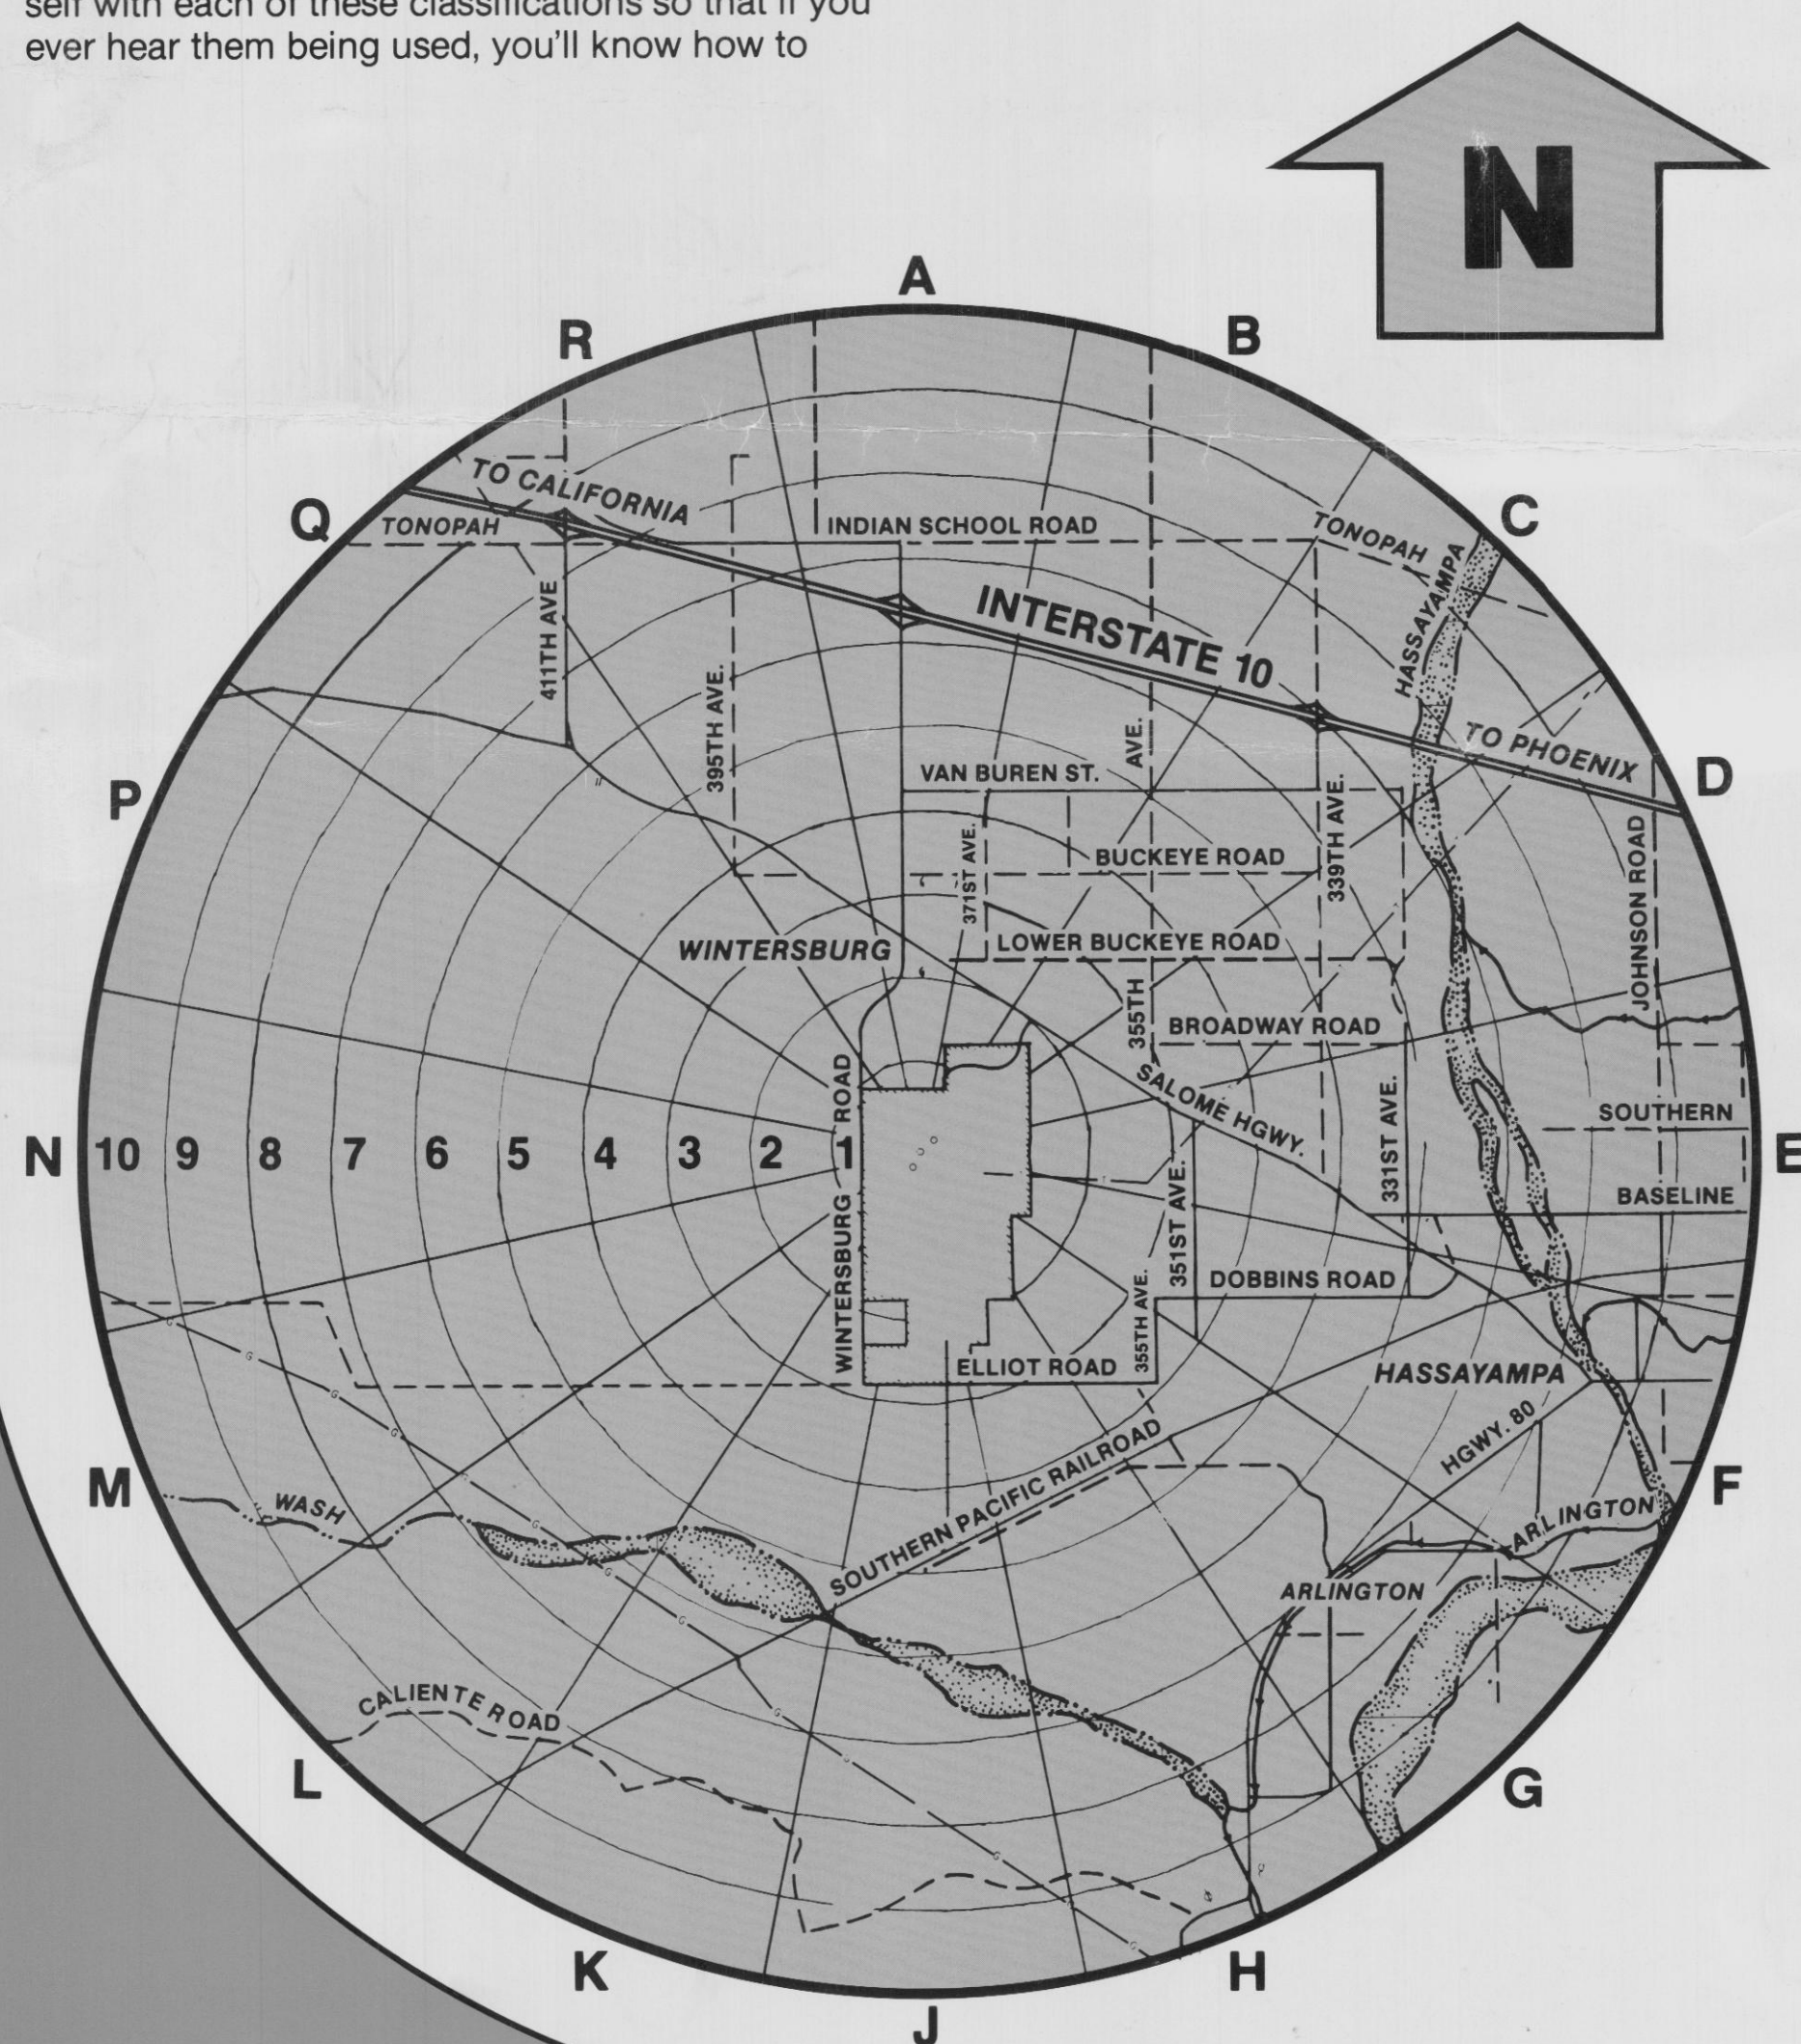 self with each of these classifications so that if you
ever hear them being used, you'll know how to
N
A
B
R
C
Q
TO CALIFORNIA
TONOPAH
INDIAN SCHOOL ROAD
TONOPAH
HASSAYAMPA
411TH AVE
INTERSTATE 10
395TH AVE.
AVE.
TO PHOENIX
D
VAN BUREN ST.
P
371ST AVE.
BUCKEYE ROAD
339TH AVE.
JOHNSON ROAD
WINTERSBURG
LOWER BUCKEYE ROAD
355TH
BROADWAY ROAD
SALOME HGWY.
WINTERSBURG ROAD
331ST AVE.
SOUTHERN
N
10 9 8 7 6 5 4 3 2 1
E
351ST AVE.
BASELINE
355TH AVE.
DOBBINS ROAD
ELLIOT ROAD
HASSAYAMPA
HGWY. 80
M
WASH
SOUTHERN PACIFIC RAILROAD
ARLINGTON
F
ARLINGTON
CALIENTE ROAD
L
G
K
H
J
G G G G G G G G G G G G G